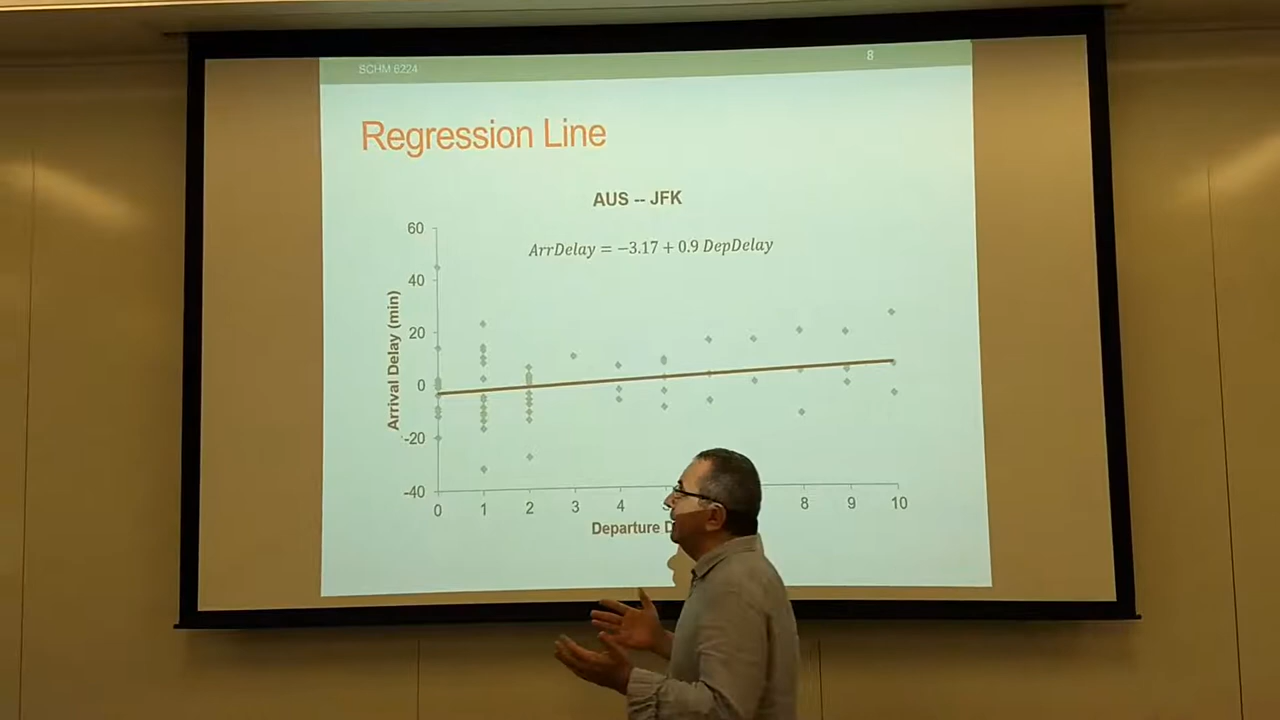 SCHM 6224
8
Regression Line
AUS -- JFK
ArrDelay = −3.17 + 0.9 DepDelay
60
40
20
0
-20
-40
Arrival Delay (min)
0 1 2 3 4 8 9 10
Departure